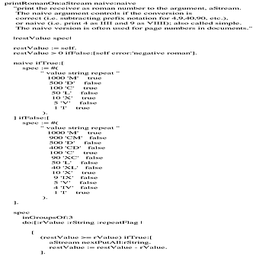 printRomanOn:aStream naive:naive
"print the receiver as roman number to the argument, aStream.
The naive argument controls if the conversion is
correct (i.e. subtracting prefix notation for 4,9,40,90, etc.),
or naive (i.e. print 4 as IIII and 9 as VIIII); also called simple.
The naive version is often used for page numbers in documents."
|restValue spec|
restValue := self.
restValue > 0 ifFalse:[self error:'negative roman'].
naive ifTrue:[
spec := #(
" value string repeat "
1000 'M' true
500 'D' false
100 'C' true
50 'L' false
10 'X' true
5 'V' false
1 'I' true
).
] ifFalse:[
spec := #(
" value string repeat "
1000 'M' true
900 'CM' false
500 'D' false
400 'CD' false
100 'C' true
90 'XC' false
50 'L' false
40 'XL' false
10 'X' true
9 'IX' false
5 'V' false
4 'IV' false
1 'I' true
).
].
spec
inGroupsOf:3
do:[:rValue :rString :repeatFlag |
[
(restValue >= rValue) ifTrue:[
aStream nextPutAll:rString.
restValue := restValue - rValue.
].